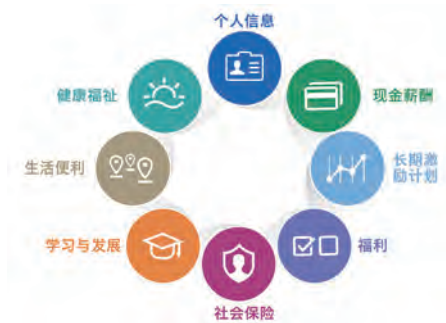 个人信息
现金薪酬
长期激
励计划
福利
社会保险
学习与发展
生活便利
健康福祉